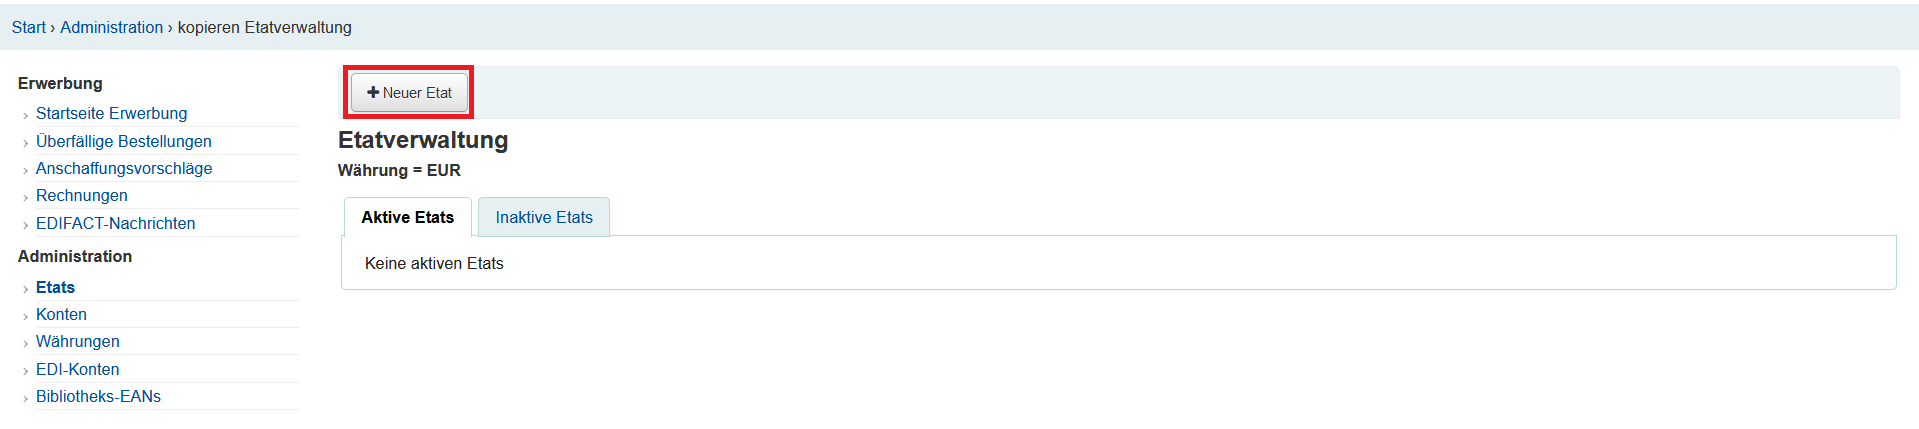 Start › Administration › kopieren Etatverwaltung
Erwerbung
› Startseite Erwerbung
› Überfällige Bestellungen
› Anschaffungsvorschläge
› Rechnungen
› EDIFACT-Nachrichten
Administration
› Etats
› Konten
› Währungen
› EDI-Konten
› Bibliotheks-EANs
+ Neuer Etat
Etatverwaltung
Währung = EUR
Aktive Etats Inaktive Etats
Keine aktiven Etats